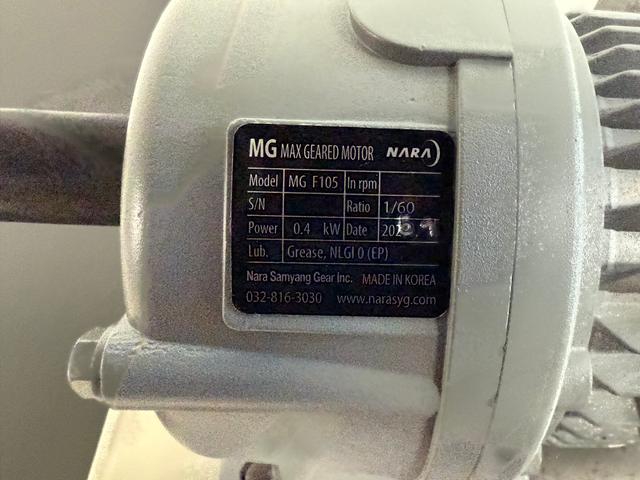 MG MAX GEARED MOTOR NARA
Model MG F105 In rpm
S/N Ratio 1/60
Power 0.4 kW Date
Lub. Grease, NLGI 0 (EP)
Nara Samyang Gear Inc. MADE IN KOREA
032-816-3030 www.narasyg.com